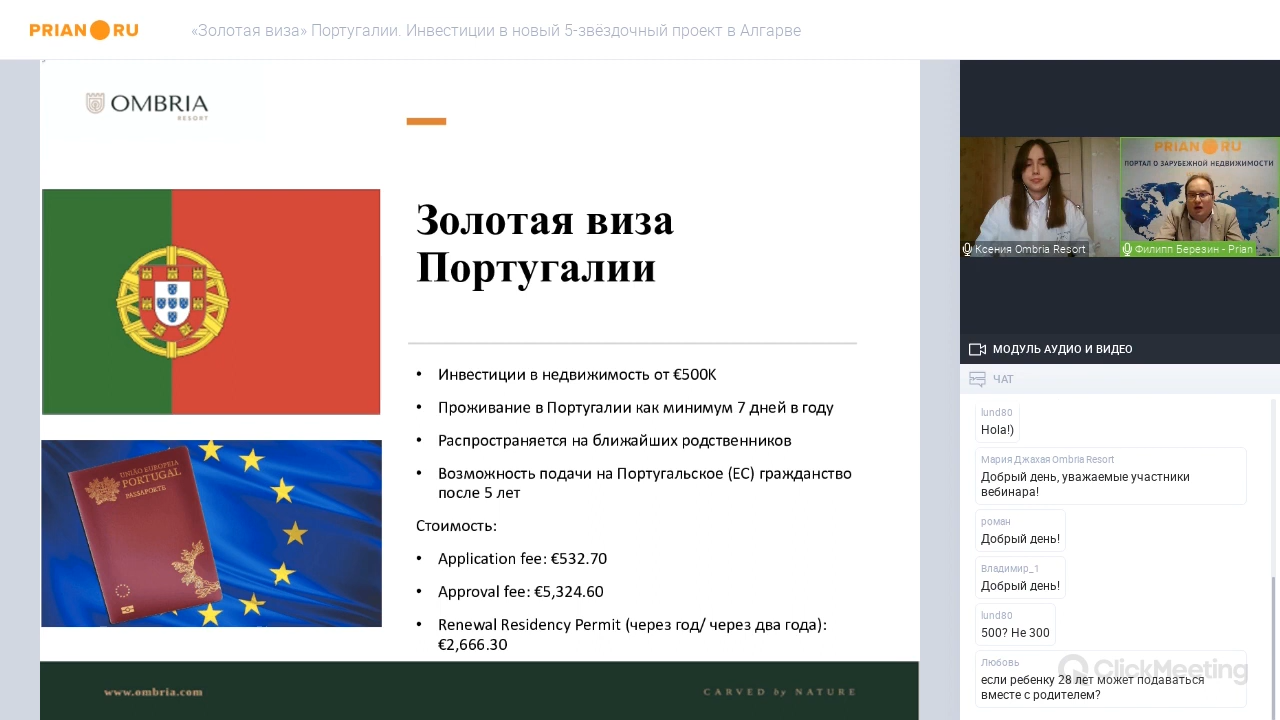 PRIAN RU
«Золотая виза» Португалии. Инвестиции в новый 5-звёздочный проект в Алгарве
OMBRIA
RESORT
Золотая виза
Португалии
• Инвестиции в недвижимость от €500K
• Проживание в Португалии как минимум 7 дней в году
• Распространяется на ближайших родственников
• Возможность подачи на Португальское (ЕС) гражданство
после 5 лет
Стоимость:
• Application fee: €532.70
• Approval fee: €5,324.60
• Renewal Residency Permit (через год/ через два года):
€2,666.30
UNIÃO EUROPEIA
PORTUGAL
PASSAPORTE
www.ombria.com
CARVED by NATURE
PRIAN RU
ПОРТАЛ О ЗАРУБЕЖНОЙ НЕДВИЖИМОСТИ
Ксения Ombria Resort
Филипп Березин - Prian
МОДУЛЬ АУДИО И ВИДЕО
ЧАТ
lund80
Hola!)
Мария Джахая Ombria Resort
Добрый день, уважаемые участники
вебинара!
роман
Добрый день!
Владимир_1
Добрый день!
lund80
500? Не 300
Любовь
если ребенку 28 лет может подаваться
вместе с родителем?
ClickMeeting